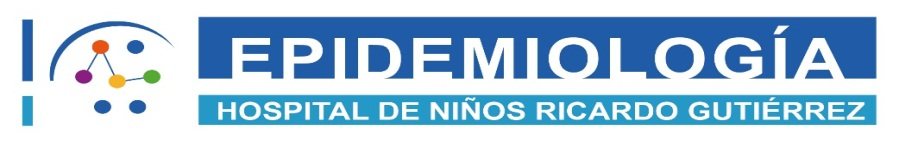 EPIDEMIOLOGÍA
HOSPITAL DE NIÑOS RICARDO GUTIÉRREZ